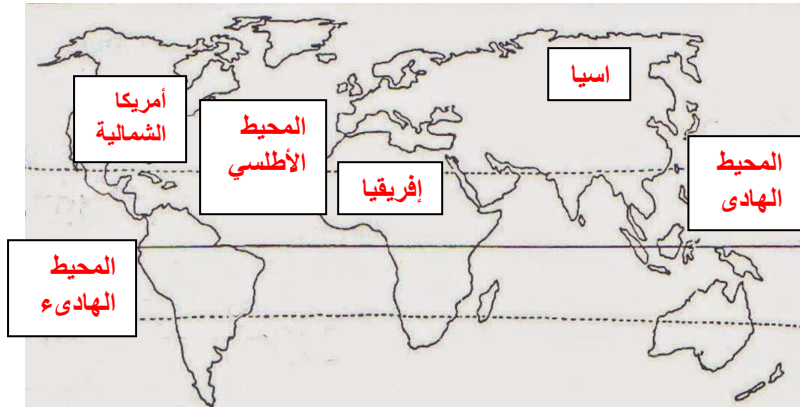 اسيا
أمريكا
الشمالية
المحيط
الأطلسي
المحيط
الهادى
إفريقيا
المحيط
الهادىء